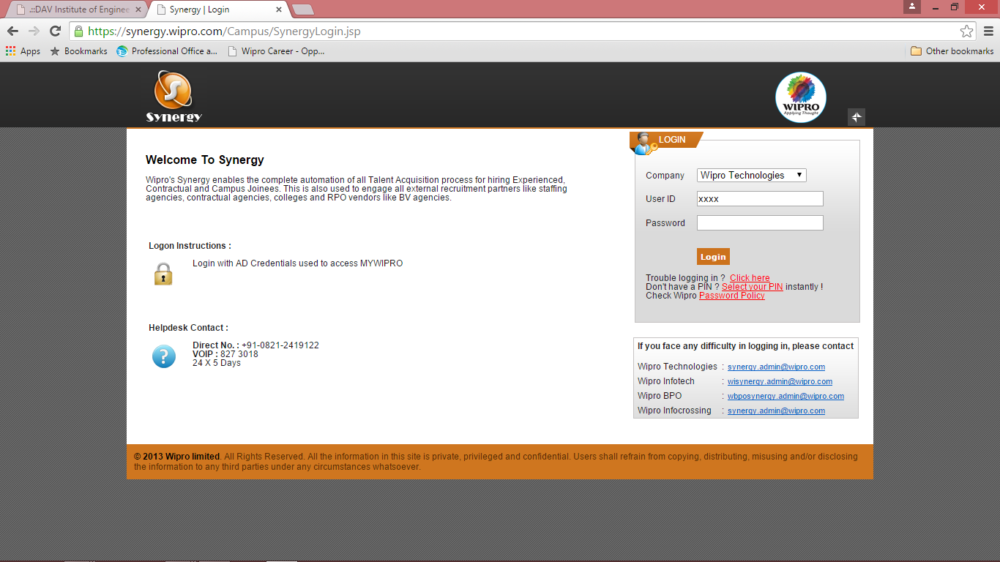 .::DAV Institute of Enginee
Synergy | Login
https://synergy.wipro.com/Campus/SynergyLogin.jsp
Apps
Bookmarks
Professional Office a...
Wipro Career - Opp...
Other bookmarks
S
Synergy
WIPRO
Applying Thought
LOGIN
Welcome To Synergy
Wipro's Synergy enables the complete automation of all Talent Acquisition process for hiring Experienced,
Contractual and Campus Joinees. This is also used to engage all external recruitment partners like staffing
agencies, contractual agencies, colleges and RPO vendors like BV agencies.
Logon Instructions :
Login with AD Credentials used to access MYWIPRO
Helpdesk Contact :
Direct No. : +91-0821-2419122
VOIP : 827 3018
24 X 5 Days
Company Wipro Technologies
User ID xxxx
Password
Login
Trouble logging in ? Click here
Don't have a PIN ? Select your PIN instantly !
Check Wipro Password Policy
If you face any difficulty in logging in, please contact
Wipro Technologies : synergy.admin@wipro.com
Wipro Infotech : wisynergy.admin@wipro.com
Wipro BPO : wbposynergy.admin@wipro.com
Wipro Infocrossing : synergy.admin@wipro.com
© 2013 Wipro limited. All Rights Reserved. All the information in this site is private, privileged and confidential. Users shall refrain from copying, distributing, misusing and/or disclosing
the information to any third parties under any circumstances whatsoever.